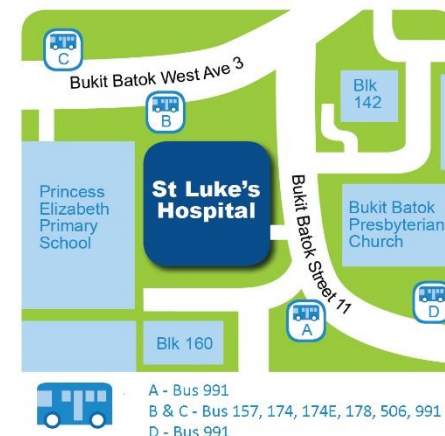 C
Bukit Batok West Ave 3
B
Blk
142
Princess
Elizabeth
Primary
School
St Luke's
Hospital
Bukit Batok Street 11
Bukit Batok
Presbyterian
Church
A
D
Blk 160
A - Bus 991
B & C - Bus 157, 174, 174E, 178, 506, 991
D - Bus 991